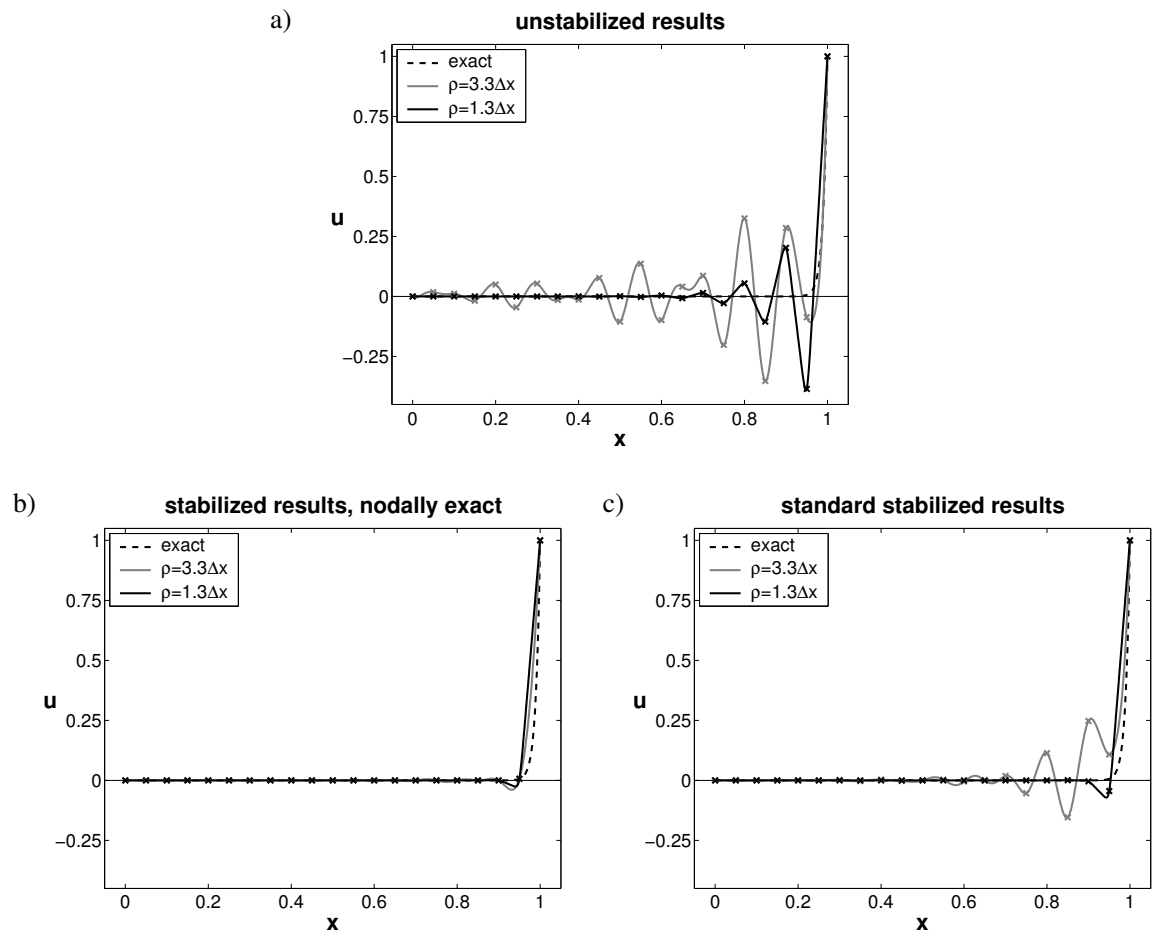 a)
unstabilized results
exact
ρ=3.3Δx
ρ=1.3Δx
1
0.75
0.5
0.25
0
−0.25
u
0 0.2 0.4 0.6 0.8 1
x
b)
stabilized results, nodally exact
exact
ρ=3.3Δx
ρ=1.3Δx
1
0.75
0.5
0.25
0
−0.25
u
0 0.2 0.4 0.6 0.8 1
x
c)
standard stabilized results
exact
ρ=3.3Δx
ρ=1.3Δx
1
0.75
0.5
0.25
0
−0.25
u
0 0.2 0.4 0.6 0.8 1
x